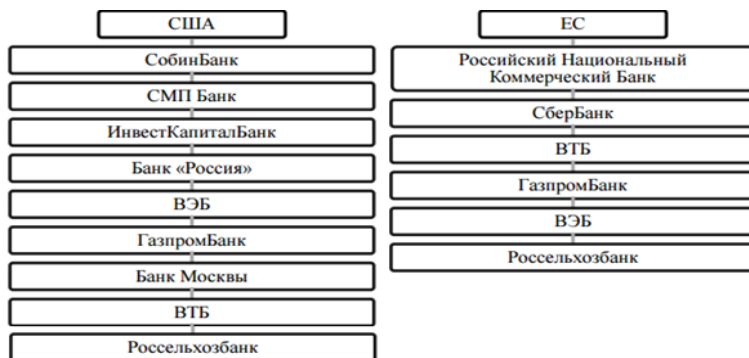 США
СобинБанк
СМП Банк
ИнвестКапиталБанк
Банк «Россия»
ВЭБ
ГазпромБанк
Банк Москвы
ВТБ
Россельхозбанк
ЕС
Российский Национальный
Коммерческий Банк
СберБанк
ВТБ
ГазпромБанк
ВЭБ
Россельхозбанк